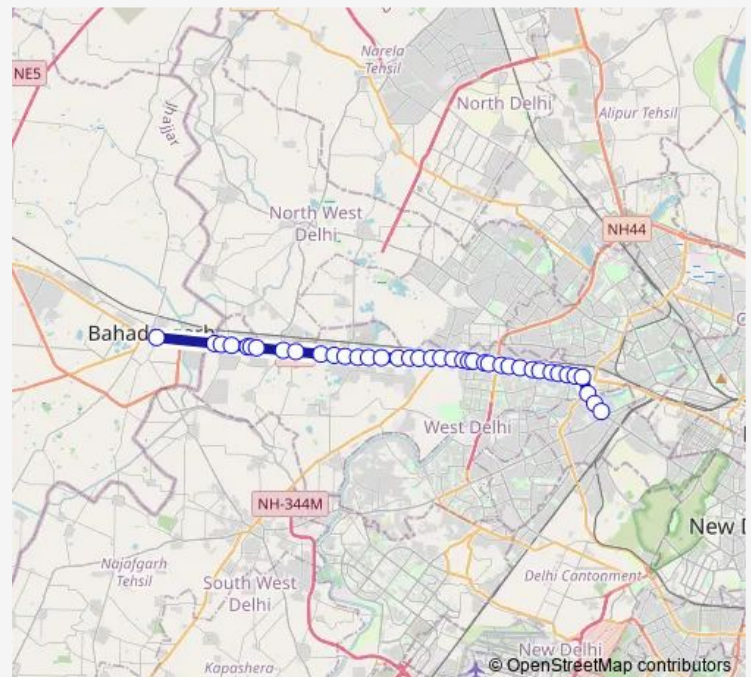 NE5
Narela
Tehsil
North Delhi
Alipur Tehsil
Jhajjar
North West
Delhi
NH44
West Delhi
NH-344M
New
Najafgarh
Tehsil
South West
Delhi
Delhi Cantonment
New Delhi
Kapashera
© OpenStreetMap contributors